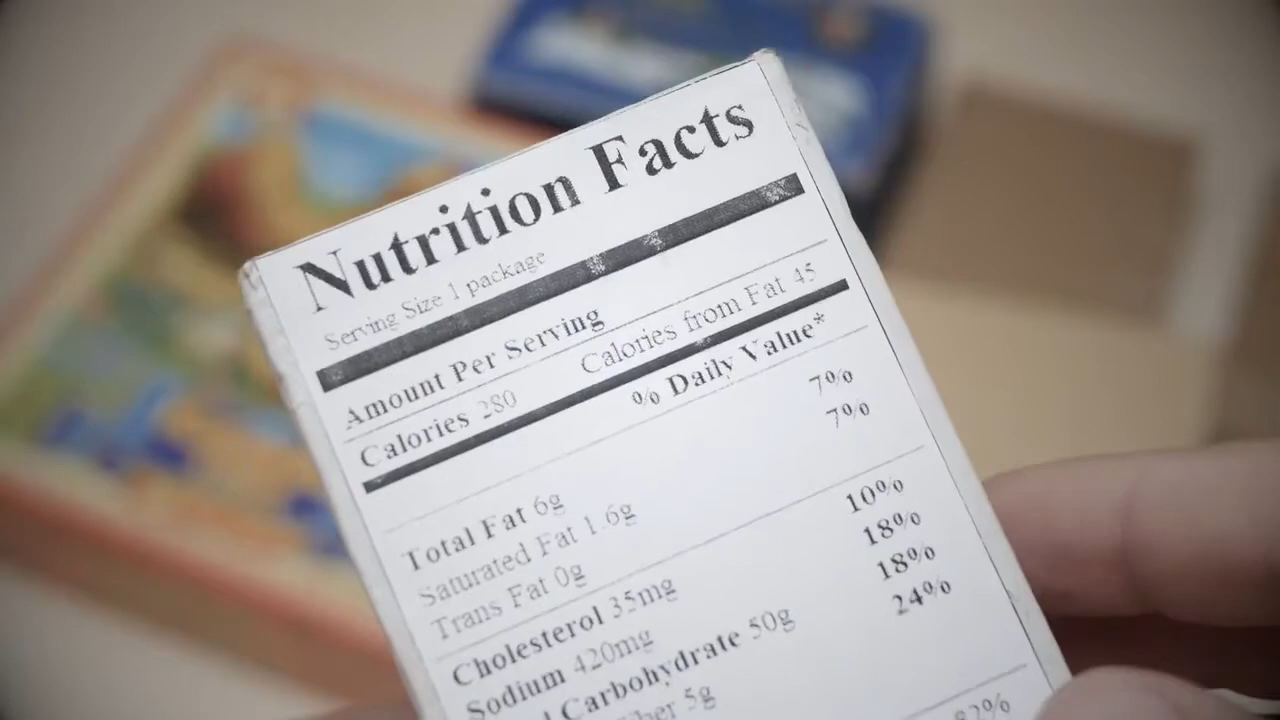 Nutrition Facts
Serving Size 1 package
Amount Per Serving
Calories 280 Calories from Fat 45
% Daily Value*
Total Fat 6g 7%
Saturated Fat 1.6g 7%
Trans Fat 0g
Cholesterol 35mg 10%
Sodium 420mg 18%
Carbohydrate 50g 18%
5g 24%
82%